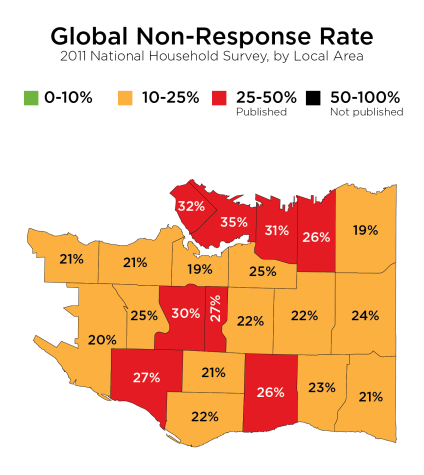 Global Non-Response Rate
2011 National Household Survey, by Local Area
0-10% 10-25% 25-50% 50-100%
Published Not published
32%
35% 31% 26% 19%
21% 21% 19% 25%
20% 25% 30% 27% 22% 22% 24%
27% 21% 26% 23% 21%
22%